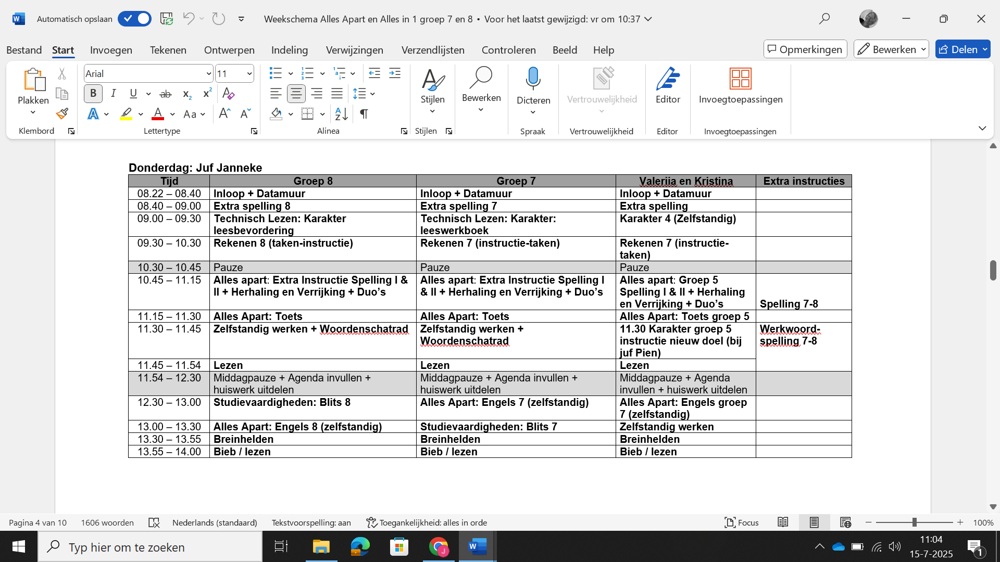 Automatisch opslaan
Weekschema Alles Apart en Alles in 1 groep 7 en 8 • Voor het laatst gewijzigd: vr om 10:37
Bestand Start Invoegen Tekenen Ontwerpen Indeling Verwijzingen Verzendlijsten Controleren Beeld Help
Opmerkingen Bewerken Delen
Plakken
Klembord
Arial 11
Lettertype
Alinea
Stijlen
Stijlen
Bewerken
Dicteren
Spraak
Vertrouwelijkheid
Vertrouwelijkheid
Editor
Editor
Invoegtoepassingen
Invoegtoepassingen
Donderdag: Juf Janneke
Tijd Groep 8 Groep 7 Valeriia en Kristina Extra instructies
08.22 – 08.40 Inloop + Datamuur Inloop + Datamuur Inloop + Datamuur
08.40 – 09.00 Extra spelling 8 Extra spelling 7 Extra spelling
09.00 – 09.30 Technisch Lezen: Karakter Technisch Lezen: Karakter: Karakter 4 (Zelfstandig)
leesbevordering leeswerkboek
09.30 – 10.30 Rekenen 8 (taken-instructie) Rekenen 7 (instructie-taken) Rekenen 7 (instructie-
taken)
10.30 – 10.45 Pauze Pauze Pauze
10.45 – 11.15 Alles apart: Extra Instructie Spelling I & Alles apart: Extra Instructie Spelling I Alles apart: Groep 5
II + Herhaling en Verrijking + Duo’s & II + Herhaling en Verrijking + Duo’s Spelling I & II + Herhaling
en Verrijking + Duo’s Spelling 7-8
11.15 – 11.30 Alles Apart: Toets Alles Apart: Toets Alles Apart: Toets groep 5
11.30 – 11.45 Zelfstandig werken + Woordenschatrad Zelfstandig werken + 11.30 Karakter groep 5 Werkwoord-
Woordenschatrad instructie nieuw doel (bij spelling 7-8
juf Pien)
11.45 – 11.54 Lezen Lezen Lezen
11.54 – 12.30 Middagpauze + Agenda invullen + Middagpauze + Agenda invullen + Middagpauze + Agenda
huiswerk uitdelen huiswerk uitdelen invullen + huiswerk uitdelen
12.30 – 13.00 Studievaardigheden: Blits 8 Alles Apart: Engels 7 (zelfstandig) Alles Apart: Engels groep
7 (zelfstandig)
13.00 – 13.30 Alles Apart: Engels 8 (zelfstandig) Studievaardigheden: Blits 7 Zelfstandig werken
13.30 – 13.55 Breinhelden Breinhelden Breinhelden
13.55 – 14.00 Bieb / lezen Bieb / lezen Bieb / lezen
Pagina 4 van 10 1606 woorden Nederlands (standaard) Tekstvoorspelling: aan Toegankelijkheid: alles in orde Focus 100%
Typ hier om te zoeken
11:04
15-7-2025
1